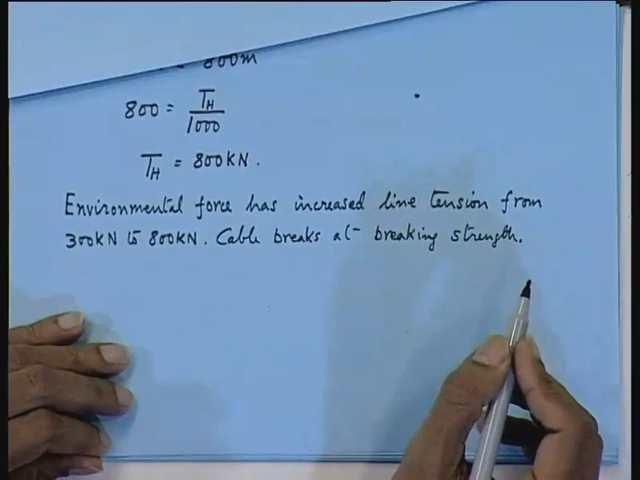 = 800m
800 = T_H / 1000
T_H = 800KN.
Environmental force has increased line tension from
300KN to 800KN. Cable breaks at breaking strength.